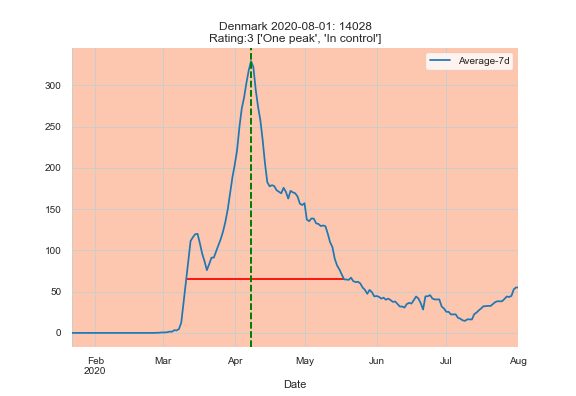 Denmark 2020-08-01: 14028
Rating:3 ['One peak', 'In control']
Average-7d
300
250
200
150
100
50
0
Feb
2020
Mar
Apr
May
Jun
Jul
Aug
Date